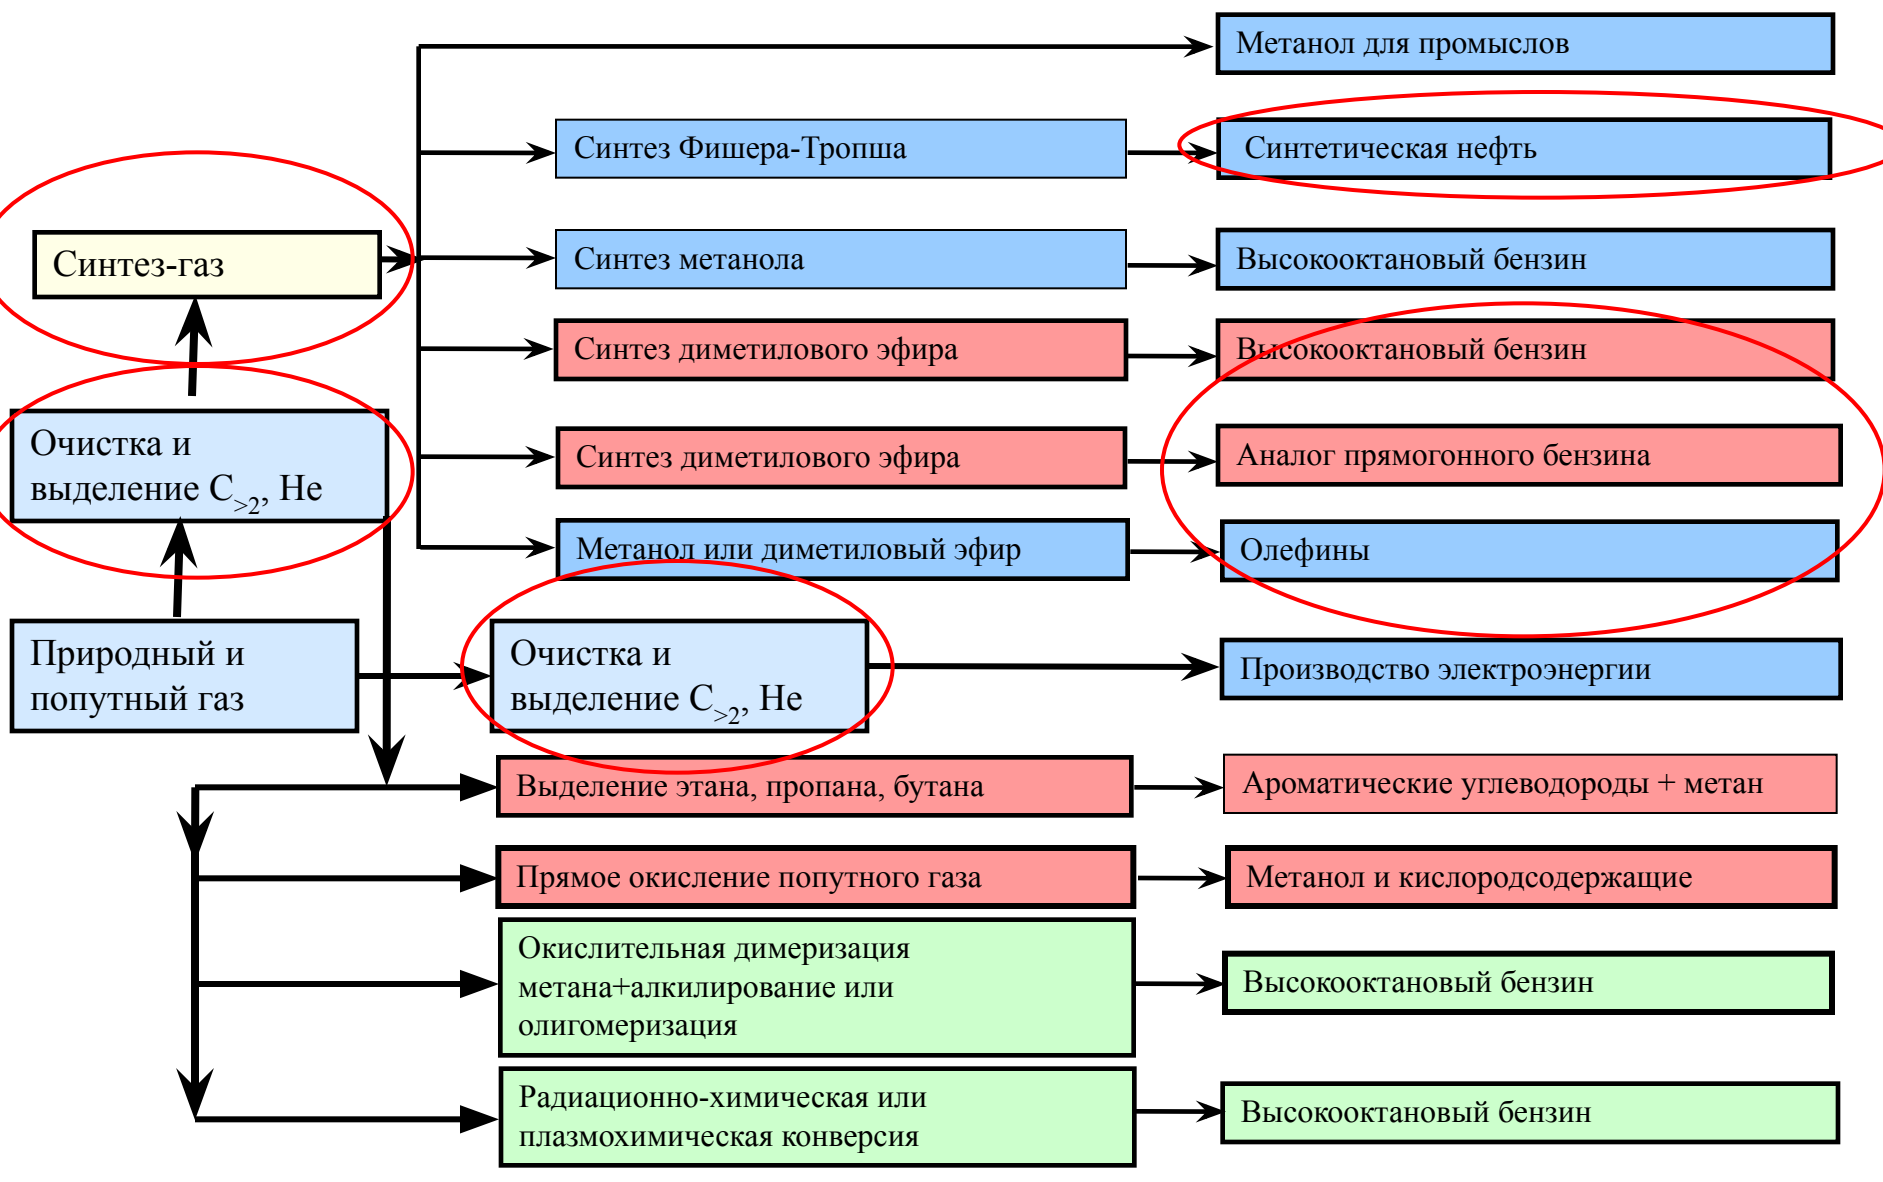 Метанол для промыслов
Синтез Фишера-Тропша
Синтетическая нефть
Синтез-газ
Синтез метанола
Высокооктановый бензин
Синтез диметилового эфира
Высокооктановый бензин
Очистка и
выделение C>2, Не
Синтез диметилового эфира
Аналог прямогонного бензина
Метанол или диметиловый эфир
Олефины
Природный и
попутный газ
Очистка и
выделение C>2, Не
Производство электроэнергии
Выделение этана, пропана, бутана
Ароматические углеводороды + метан
Прямое окисление попутного газа
Метанол и кислородсодержащие
Окислительная димеризация
метана+алкилирование или
олигомеризация
Высокооктановый бензин
Радиационно-химическая или
плазмохимическая конверсия
Высокооктановый бензин